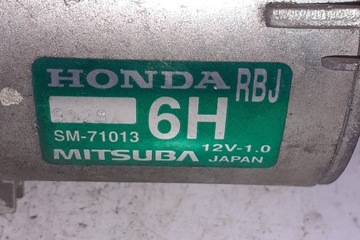 HONDA RBJ
6H
SM-71013
12V-1.0
MITSUBA JAPAN